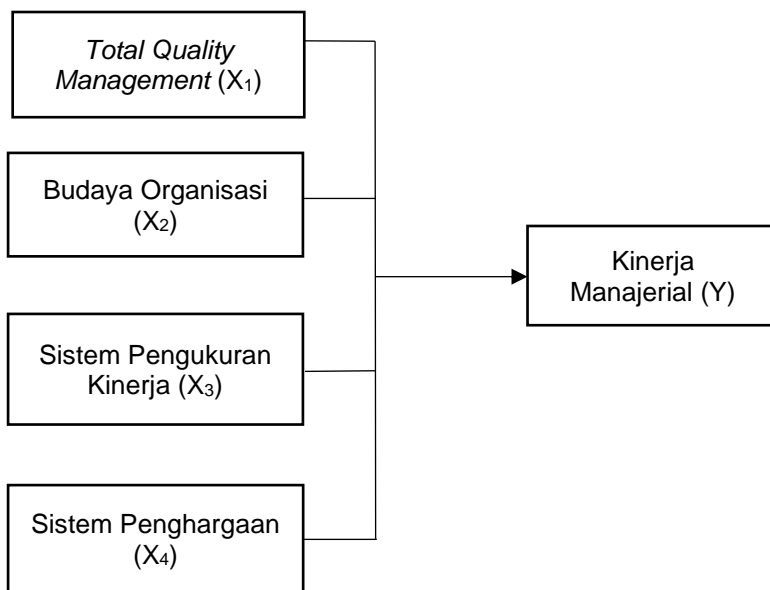 Total Quality
Management (X₁)
Budaya Organisasi
(X₂)
Sistem Pengukuran
Kinerja (X₃)
Sistem Penghargaan
(X₄)
Kinerja
Manajerial (Y)